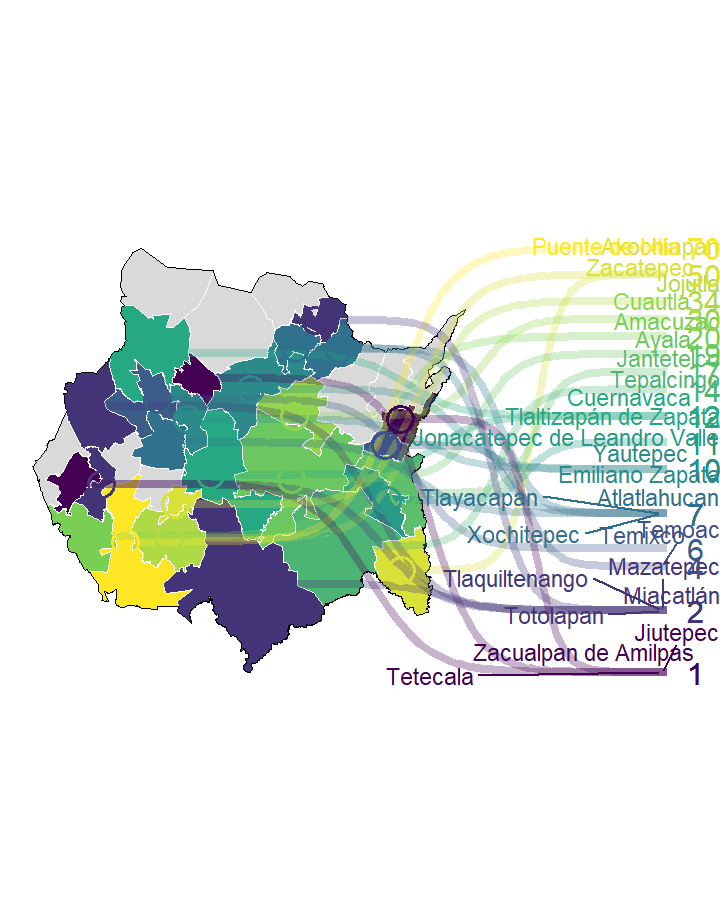 Puente de Ixtla
Axochiapan
70
Zacatepec
50
Jojutla
Cuautla
34
Amacuzac
30
Ayala
20
Jantetelco
Tepalcingo
17
Cuernavaca
14
Tlaltizapán de Zapata
12
Jonacatepec de Leandro Valle
11
Yautepec
Emiliano Zapata
10
Tlayacapan
Atlatlahucan
7
Temoac
Xochitepec
Temixco
6
Mazatepec
4
Tlaquiltenango
Miacatlán
2
Totolapan
Jiutepec
Zacualpan de Amilpas
Tetecala
1